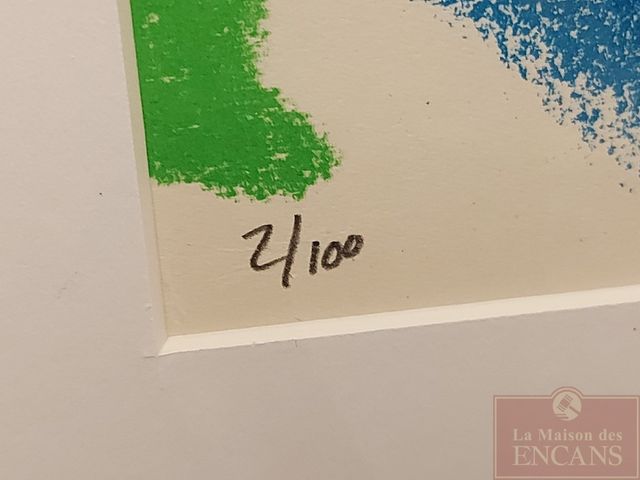 2/100
La Maison des
ENCANS